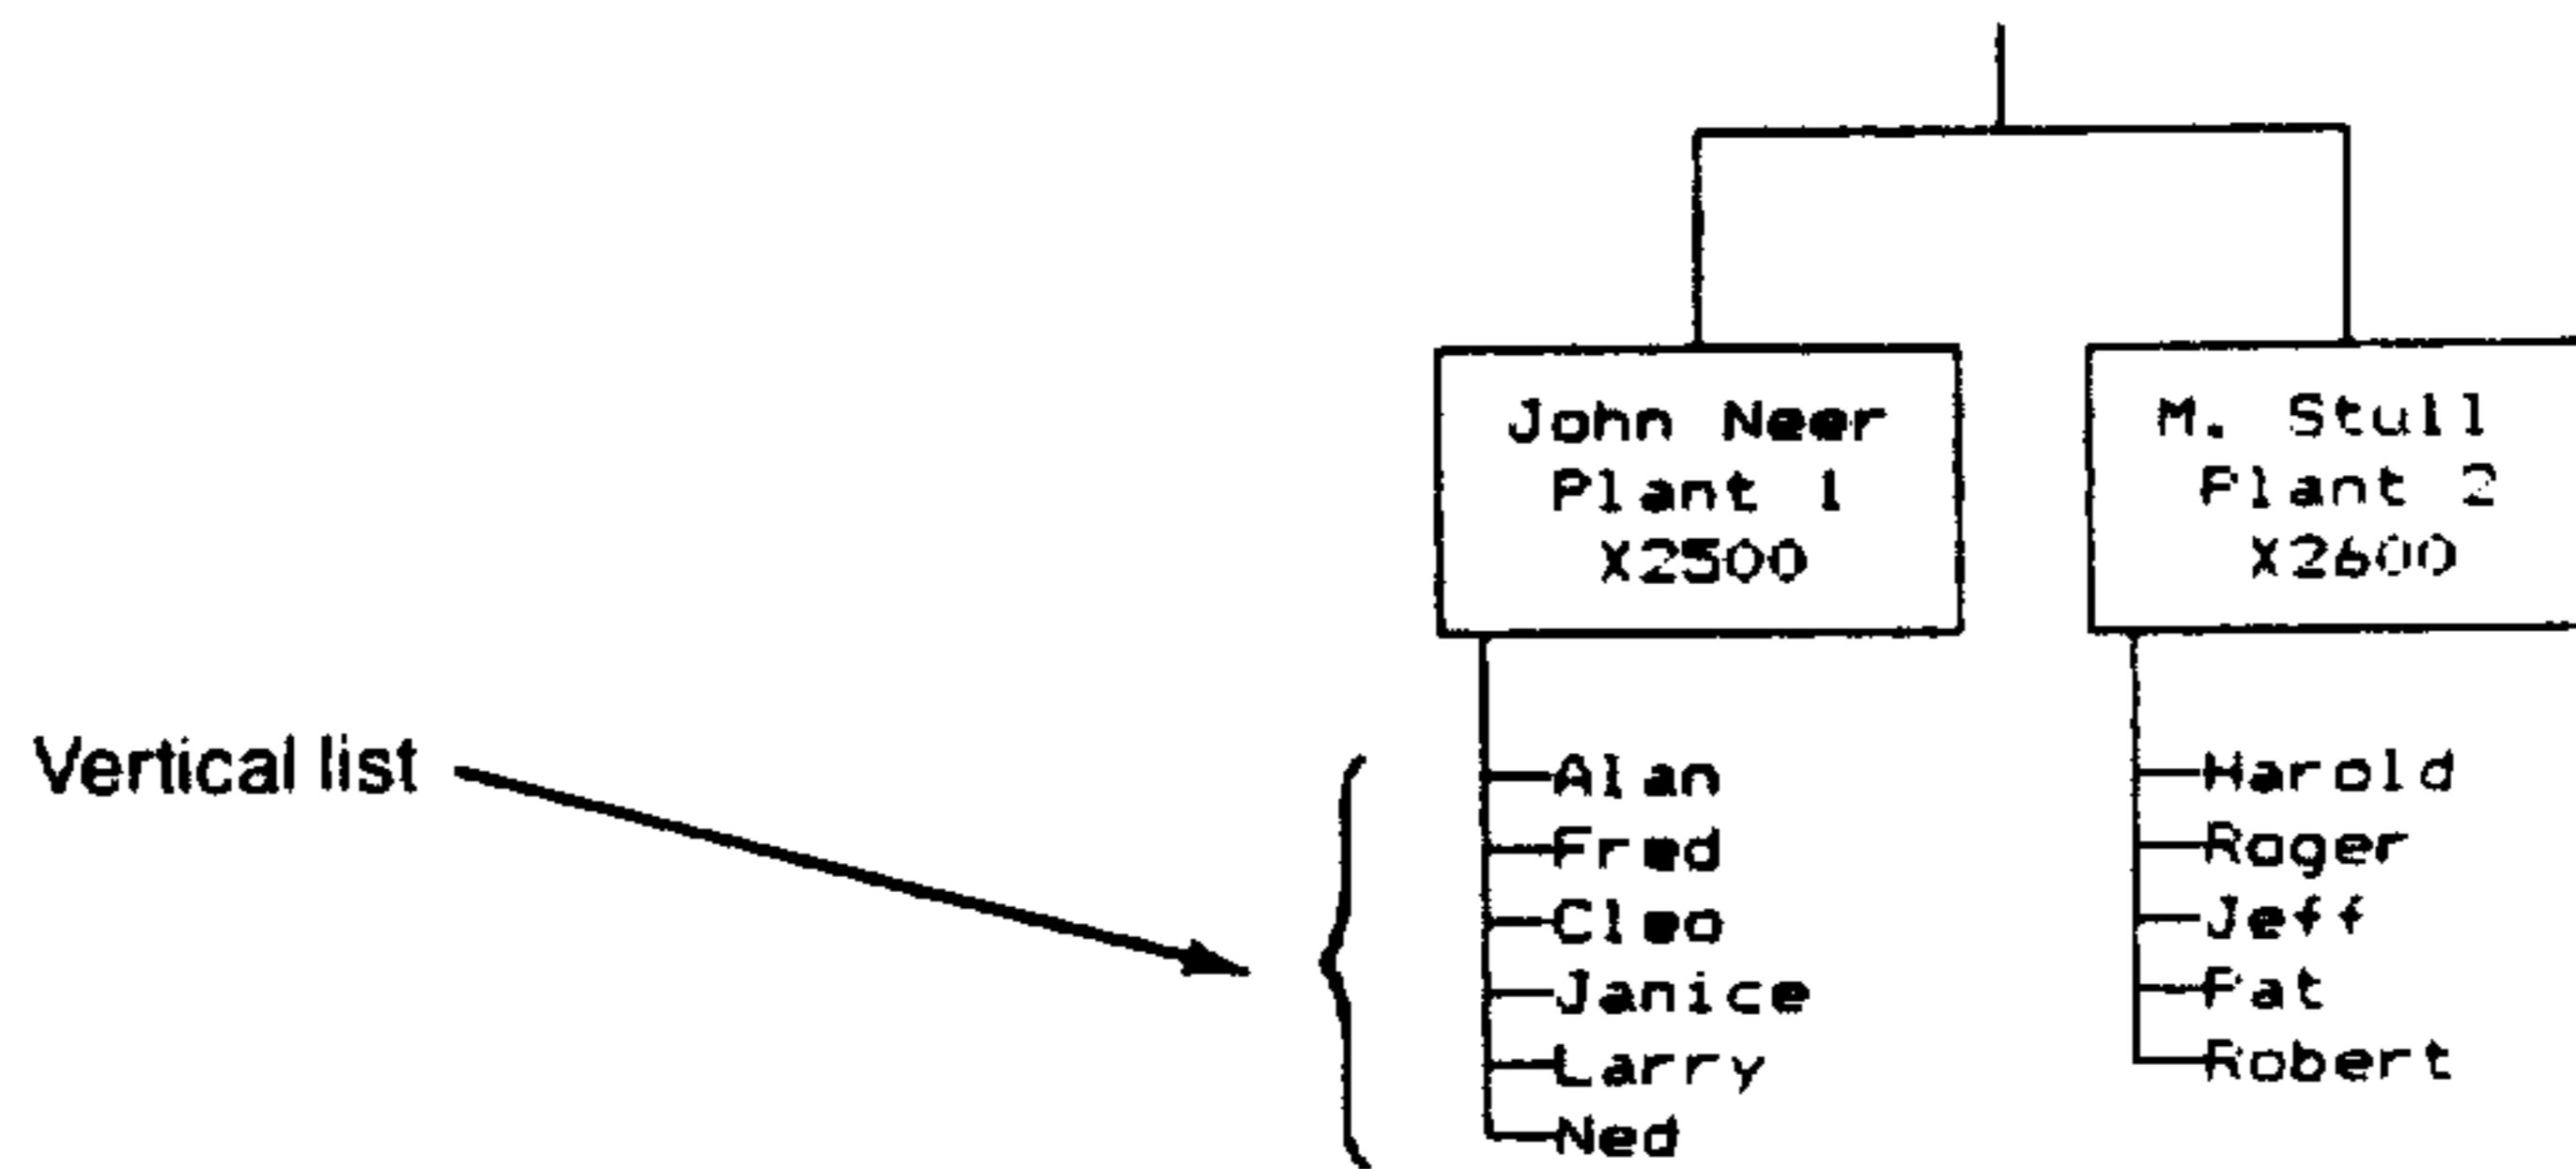 John Neer
Plant 1
X2500
M. Stull
Plant 2
X2600
Vertical list
Alan
Fred
Cleo
Janice
Larry
Ned
Harold
Roger
Jeff
Pat
Robert